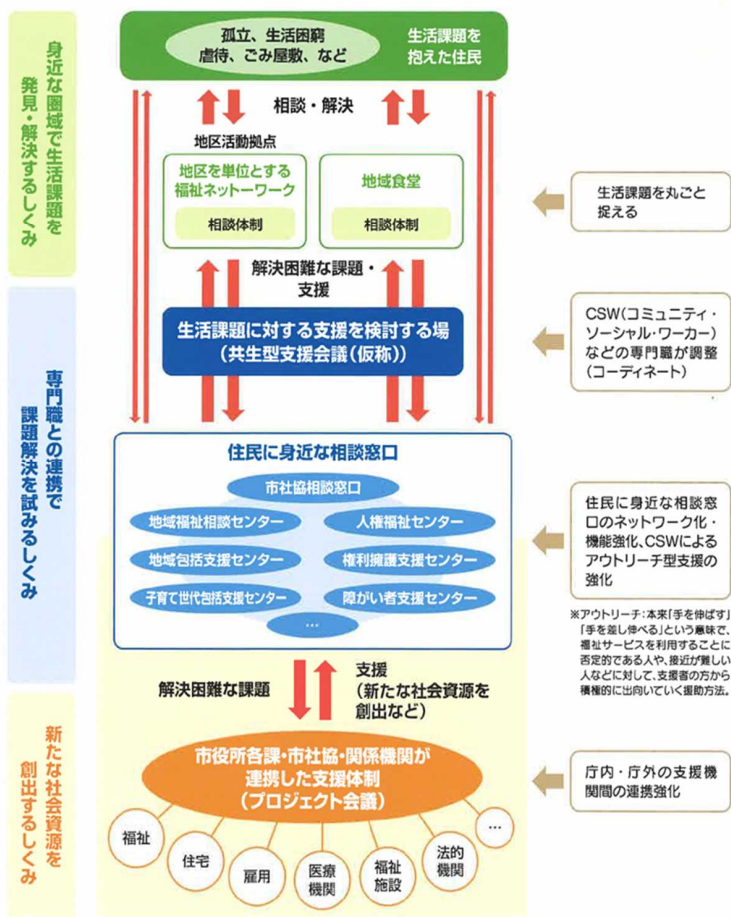 身近な圏域で生活課題を
発見・解決するしくみ
孤立、生活困窮
虐待、ごみ屋敷、など
生活課題を
抱えた住民
相談・解決
地区活動拠点
地区を単位とする
福祉ネットーワーク
相談体制
地域食堂
相談体制
生活課題を丸ごと
捉える
解決困難な課題・
支援
専門職との連携で
課題解決を試みるしくみ
生活課題に対する支援を検討する場
(共生型支援会議(仮称))
CSW(コミュニティ・
ソーシャル・ワーカー)
などの専門職が調整
(コーディネート)
住民に身近な相談窓口
市社協相談窓口
地域福祉相談センター
人権福祉センター
地域包括支援センター
権利擁護支援センター
子育て世代包括支援センター
障がい者支援センター
…
住民に身近な相談窓
口のネットワーク化・
機能強化、CSWによる
アウトリーチ型支援の
強化
※アウトリーチ:本来「手を伸ばす」
「手を差し伸べる」という意味で、
福祉サービスを利用することに
否定的である人や、接近が難しい
人などに対して、支援者の方から
積極的に出向いていく援助方法。
解決困難な課題
支援
(新たな社会資源を
創出など)
新たな社会資源を
創出するしくみ
市役所各課・市社協・関係機関が
連携した支援体制
(プロジェクト会議)
庁内・庁外の支援機
関間の連携強化
福祉
住宅
雇用
医療
機関
福祉
施設
法的
機関
…